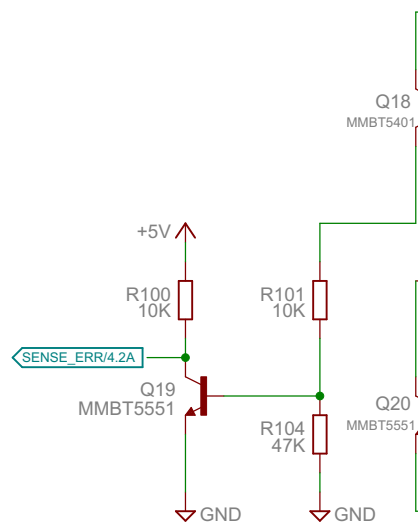 Q18
MMBT5401
+5V
R100
10K
R101
10K
SENSE_ERR/4.2A
Q19
MMBT5551
R104
47K
Q20
MMBT5551
GND
GND